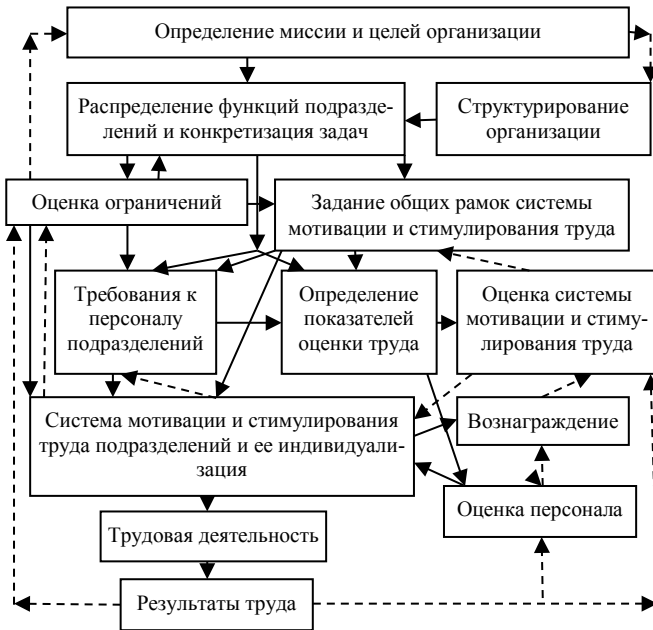 Определение миссии и целей организации
Распределение функций подразде-
лений и конкретизация задач
Структурирование
организации
Оценка ограничений
Задание общих рамок системы
мотивации и стимулирования труда
Требования к
персоналу
подразделений
Определение
показателей
оценки труда
Оценка системы
мотивации и стиму-
лирования труда
Система мотивации и стимулирования
труда подразделений и ее индивидуали-
зация
Вознаграждение
Оценка персонала
Трудовая деятельность
Результаты труда